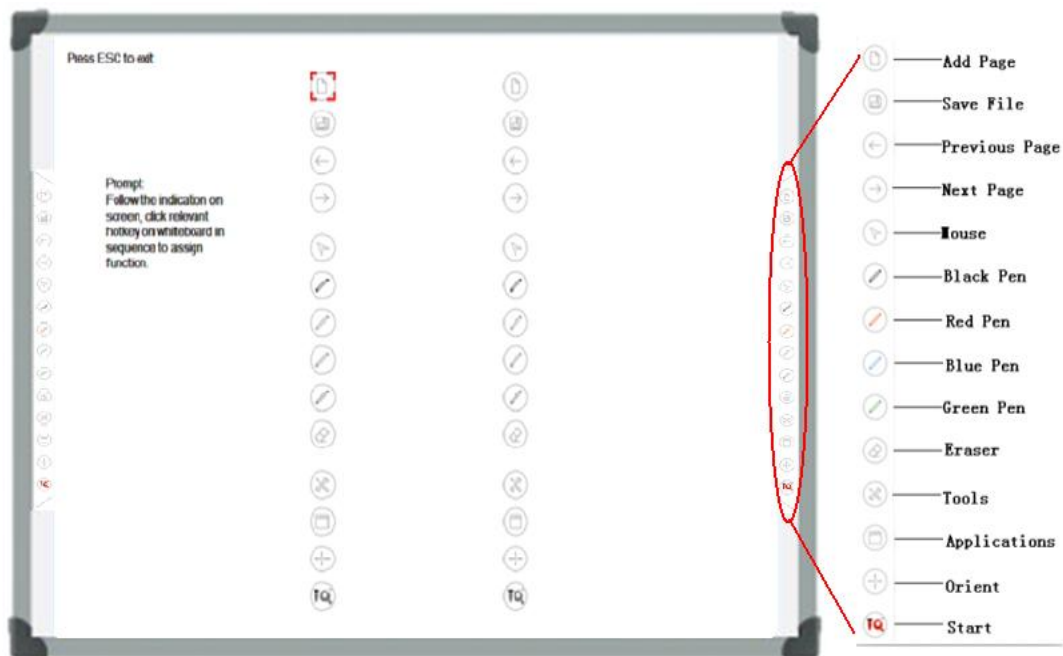 Press ESC to exit
Prompt:
Follow the indication on
screen, click relevant
hotkey on whiteboard in
sequence to assign
function.
Add Page
Save File
Previous Page
Next Page
Mouse
Black Pen
Red Pen
Blue Pen
Green Pen
Eraser
Tools
Applications
Orient
Start